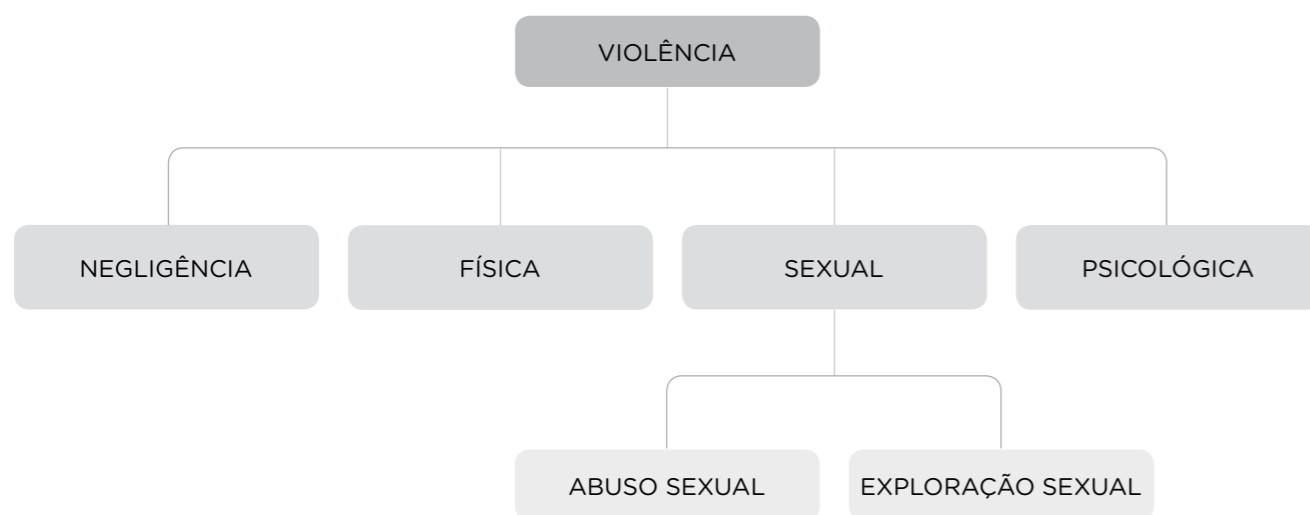 VIOLÊNCIA
NEGLIGÊNCIA
FÍSICA
SEXUAL
PSICOLÓGICA
ABUSO SEXUAL
EXPLORAÇÃO SEXUAL